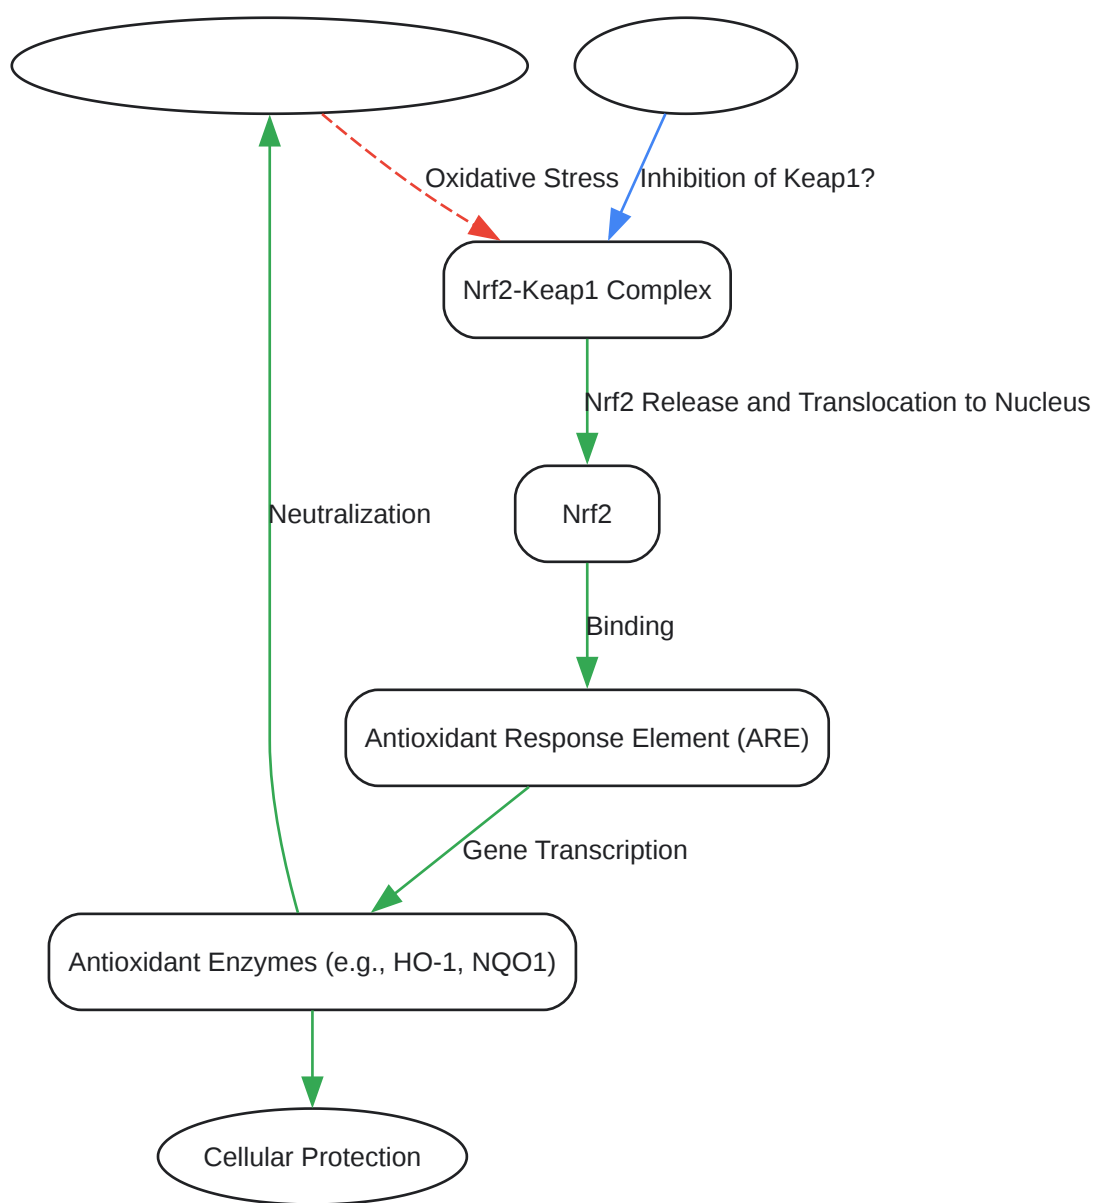 Oxidative Stress
Inhibition of Keap1?
Nrf2-Keap1 Complex
Nrf2 Release and Translocation to Nucleus
Neutralization
Nrf2
Binding
Antioxidant Response Element (ARE)
Gene Transcription
Antioxidant Enzymes (e.g., HO-1, NQO1)
Cellular Protection